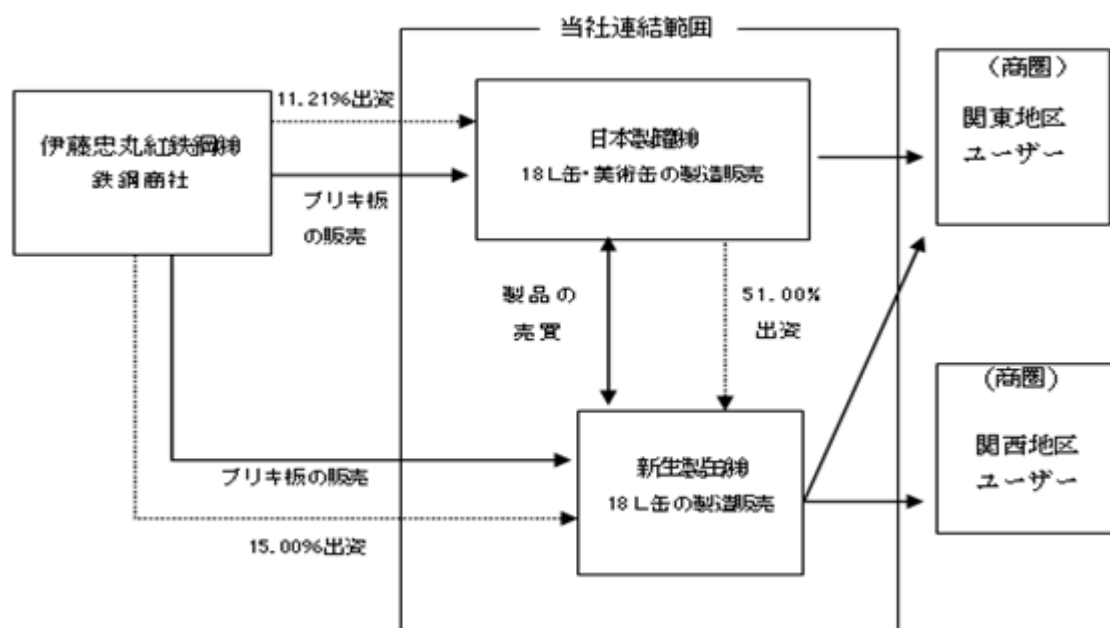 当社連結範囲
11.21%出資
伊藤忠丸紅鉄鋼㈱
鉄鋼商社
ブリキ板
の販売
日本製罐㈱
18L缶・美術缶の製造販売
（商圏）
関東地区
ユーザー
製品の
売買
51.00%
出資
ブリキ板の販売
15.00%出資
新生製缶㈱
18L缶の製造販売
（商圏）
関西地区
ユーザー